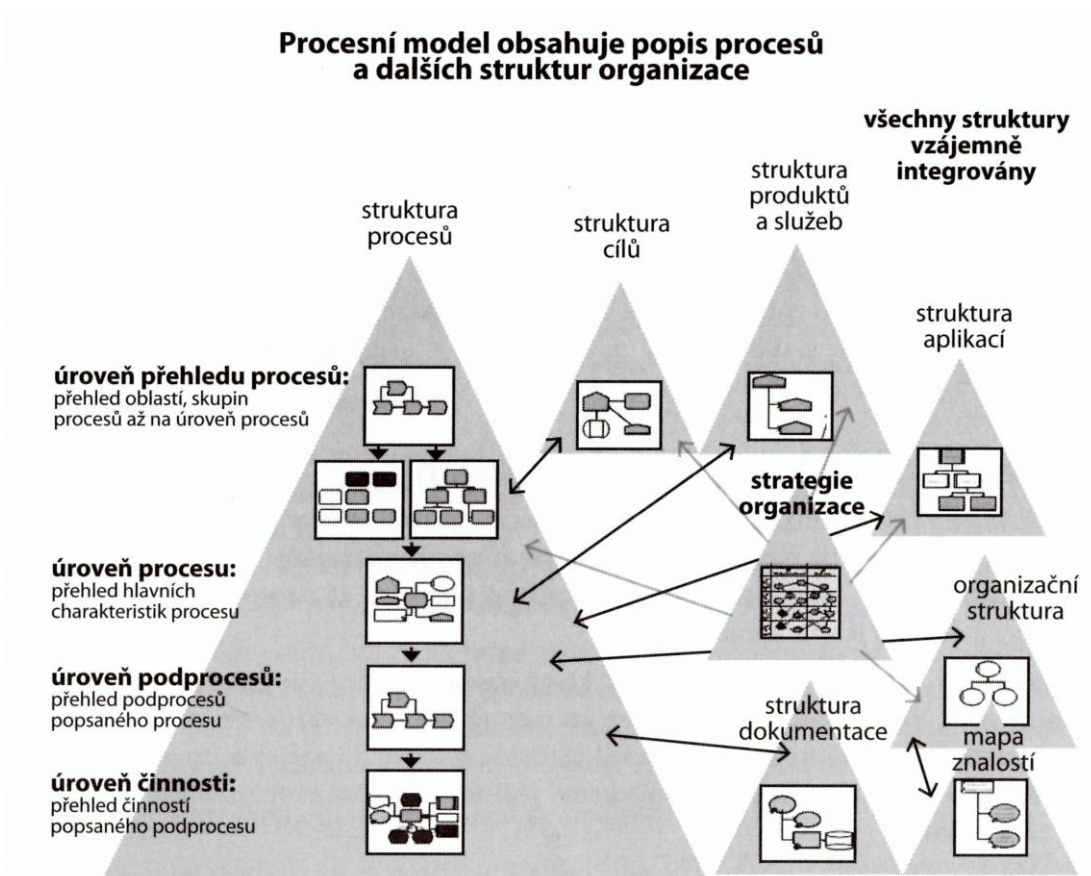 Procesní model obsahuje popis procesů
a dalších struktur organizace
všechny struktury
vzájemně
integrovány
struktura
procesů
struktura
cílů
struktura
produktů
a služeb
struktura
aplikací
úroveň přehledu procesů:
přehled oblastí, skupin
procesů až na úroveň procesů
strategie
organizace
úroveň procesu:
přehled hlavních
charakteristik procesu
organizační
struktura
úroveň podprocesů:
přehled podprocesů
popsaného procesu
struktura
dokumentace
mapa
znalostí
úroveň činnosti:
přehled činností
popsaného podprocesu